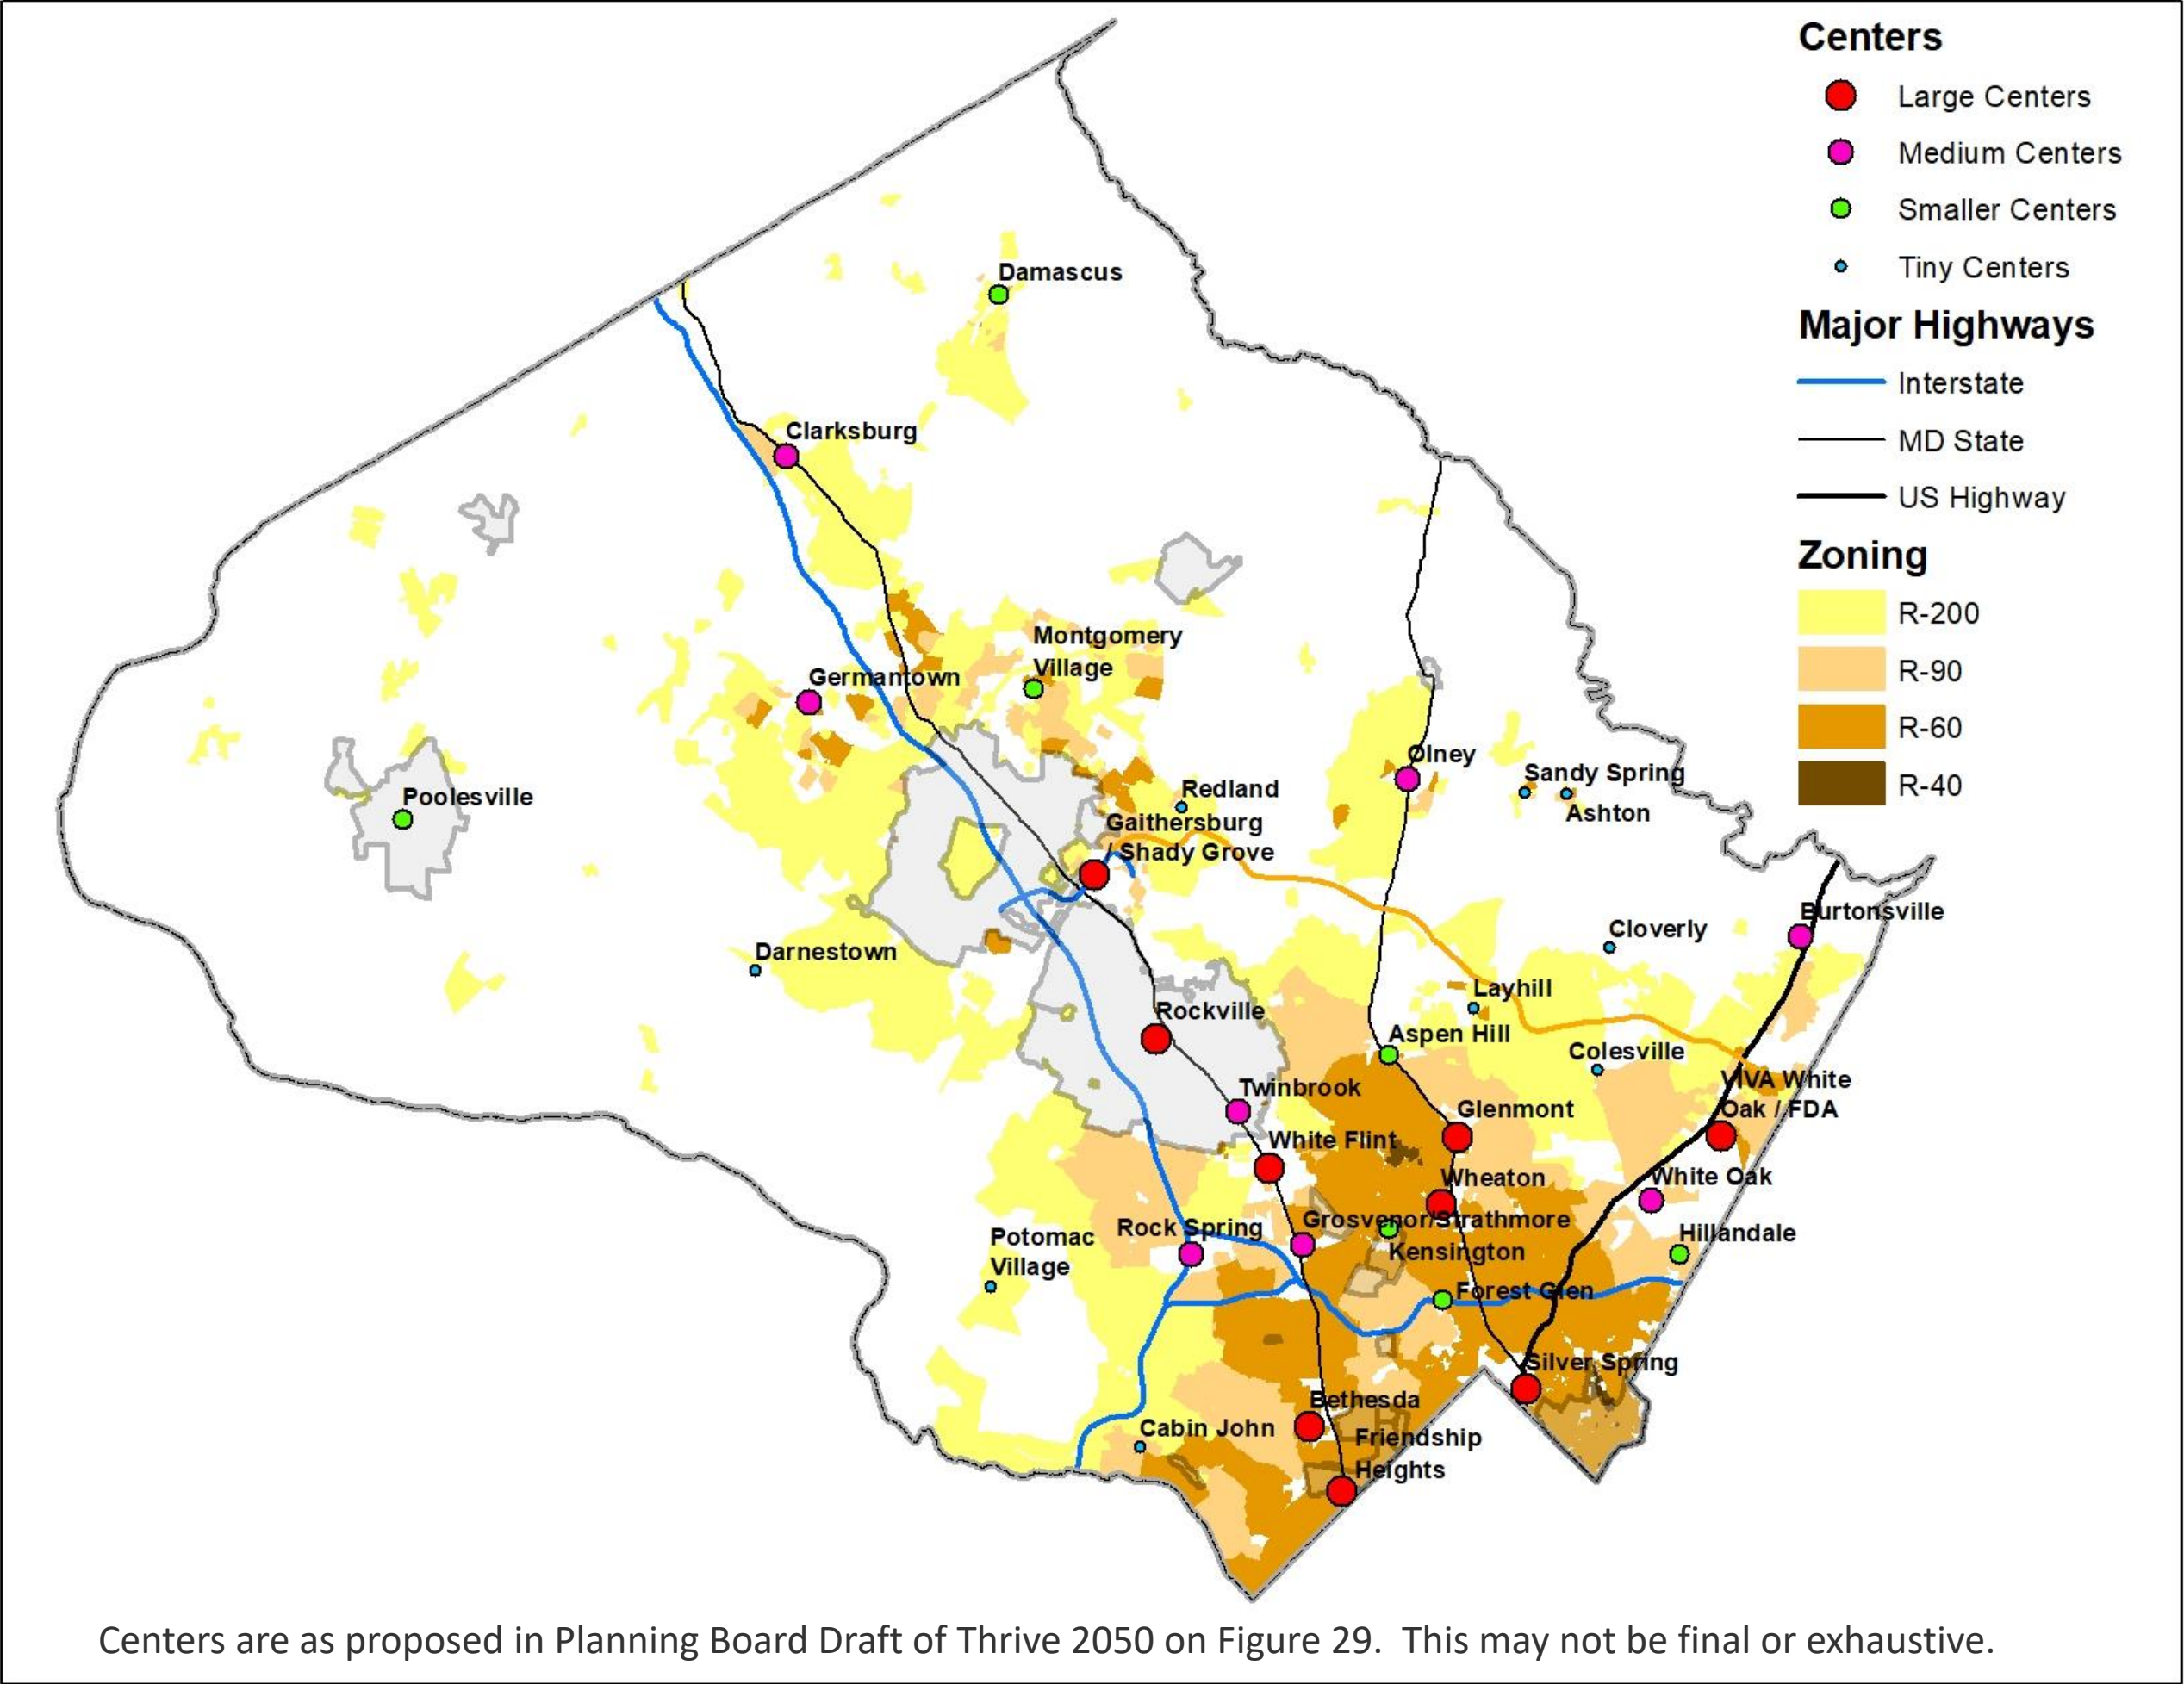 Centers
Large Centers
Medium Centers
Smaller Centers
Tiny Centers
Major Highways
Interstate
MD State
US Highway
Zoning
R-200
R-90
R-60
R-40
Damascus
Clarksburg
Montgomery
Village
Germantown
Olney
Sandy Spring
Ashton
Poolesville
Redland
Gaithersburg
/ Shady Grove
Burtonsville
Cloverly
Darnestown
Layhill
Rockville
Aspen Hill
Colesville
Twinbrook
VIVA White
Oak / FDA
Glenmont
White Flint
Wheaton
White Oak
Rock Spring
Grosvenor/Strathmore
Kensington
Hillandale
Potomac
Village
Forest Glen
Silver Spring
Bethesda
Cabin John
Friendship
Heights
Centers are as proposed in Planning Board Draft of Thrive 2050 on Figure 29. This may not be final or exhaustive.